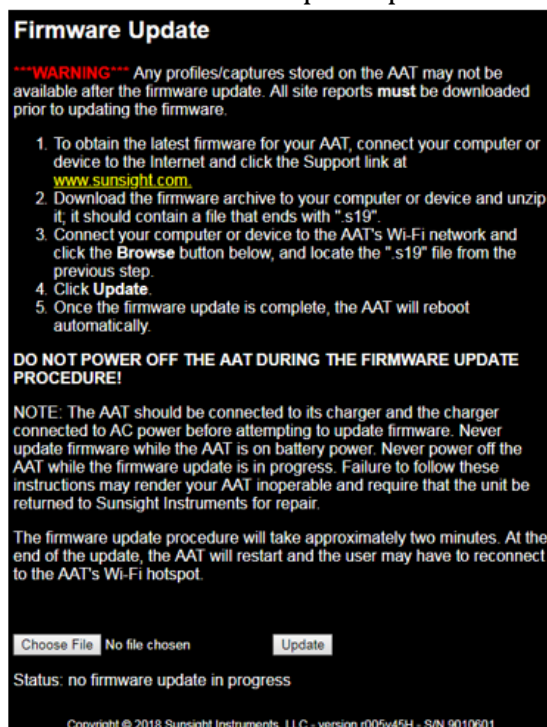 Firmware Update
***WARNING*** Any profiles/captures stored on the AAT may not be
available after the firmware update. All site reports must be downloaded
prior to updating the firmware.
1. To obtain the latest firmware for your AAT, connect your computer or
device to the Internet and click the Support link at
www.sunsight.com.
2. Download the firmware archive to your computer or device and unzip
it; it should contain a file that ends with ".s19".
3. Connect your computer or device to the AAT's Wi-Fi network and
click the Browse button below, and locate the ".s19" file from the
previous step.
4. Click Update.
5. Once the firmware update is complete, the AAT will reboot
automatically.
DO NOT POWER OFF THE AAT DURING THE FIRMWARE UPDATE
PROCEDURE!
NOTE: The AAT should be connected to its charger and the charger
connected to AC power before attempting to update firmware. Never
update firmware while the AAT is on battery power. Never power off the
AAT while the firmware update is in progress. Failure to follow these
instructions may render your AAT inoperable and require that the unit be
returned to Sunsight Instruments for repair.
The firmware update procedure will take approximately two minutes. At the
end of the update, the AAT will restart and the user may have to reconnect
to the AAT's Wi-Fi hotspot.
Choose File No file chosen Update
Status: no firmware update in progress
Copyright © 2018 Sunsight Instruments, LLC - version r005v45H - S/N 9010601